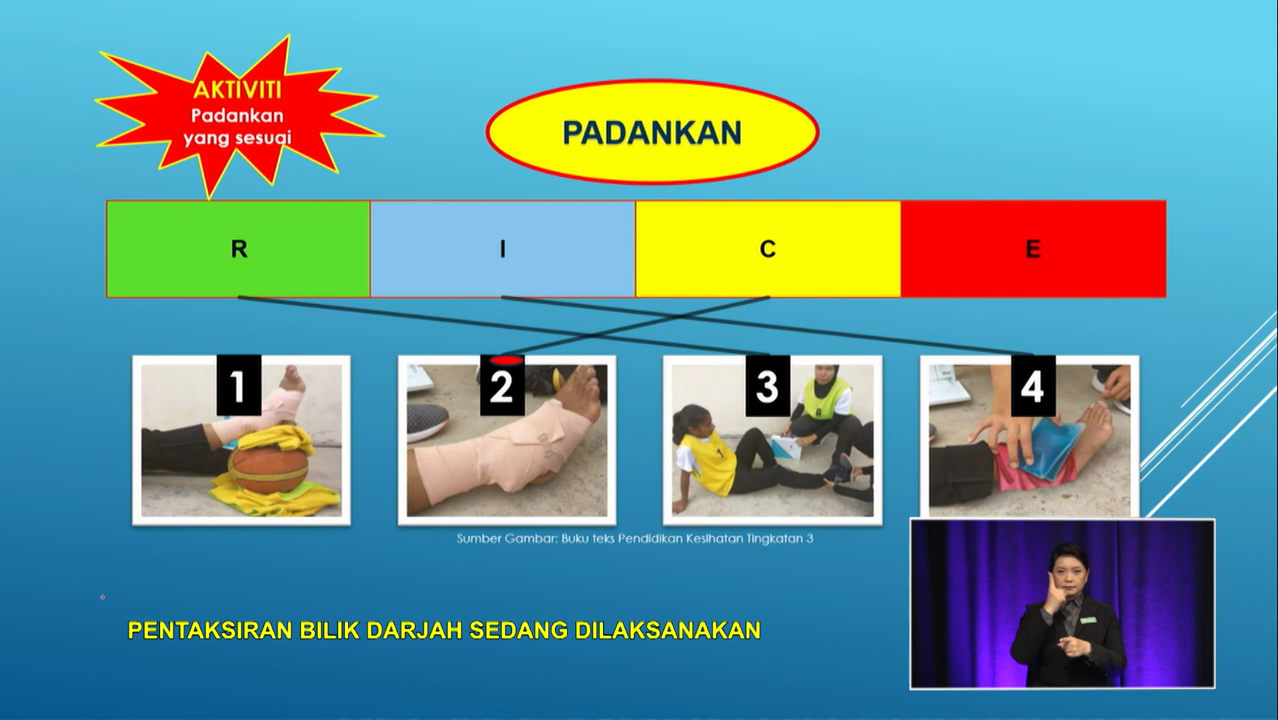 AKTIVITI
Padankan
yang sesuai
PADANKAN
R
I
C
E
1
2
3
4
Sumber Gambar: Buku teks Pendidikan Kesihatan Tingkatan 3
PENTAKSIRAN BILIK DARJAH SEDANG DILAKSANAKAN